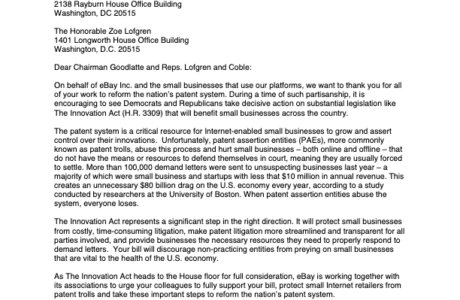 2138 Rayburn House Office Building
Washington, DC 20515
The Honorable Zoe Lofgren
1401 Longworth House Office Building
Washington, D.C. 20515
Dear Chairman Goodlatte and Reps. Lofgren and Coble:
On behalf of eBay Inc. and the small businesses that use our platforms, we want to thank you for all
of your work to reform the nation's patent system. During a time of such partisanship, it is
encouraging to see Democrats and Republicans take decisive action on substantial legislation like
The Innovation Act (H.R. 3309) that will benefit small businesses across the country.
The patent system is a critical resource for Internet-enabled small businesses to grow and assert
control over their innovations. Unfortunately, patent assertion entities (PAEs), more commonly
known as patent trolls, abuse this process and hurt small businesses – both online and offline – that
do not have the means or resources to defend themselves in court, meaning they are usually forced
to settle. More than 100,000 demand letters were sent to unsuspecting businesses last year – a
majority of which were small business and startups with less that $10 million in annual revenue. This
creates an unnecessary $80 billion drag on the U.S. economy every year, according to a study
conducted by researchers at the University of Boston. When patent assertion entities abuse the
system, everyone loses.
The Innovation Act represents a significant step in the right direction. It will protect small businesses
from costly, time-consuming litigation, make patent litigation more streamlined and transparent for all
parties involved, and provide businesses the necessary resources they need to properly respond to
demand letters. Your bill will discourage non-practicing entities from preying on small businesses
that are vital to the health of the U.S. economy.
As The Innovation Act heads to the House floor for full consideration, eBay is working together with
its associations to urge your colleagues to fully support your bill, protect small Internet retailers from
patent trolls and take these important steps to reform the nation's patent system.